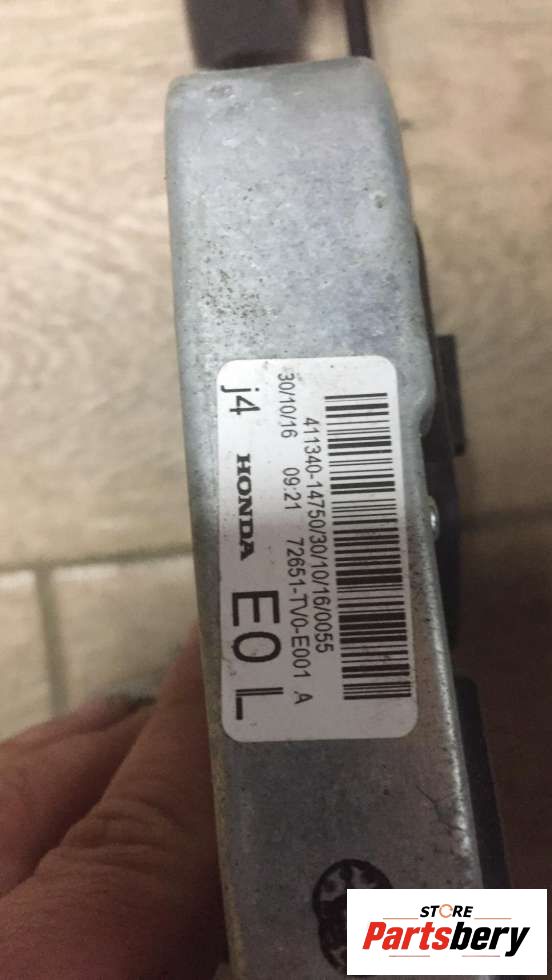 411340-14750/30/10/16/0055
30/10/16 09:21 72651-TV0-E001 A
j4 HONDA E0 L
STORE
Partsbery